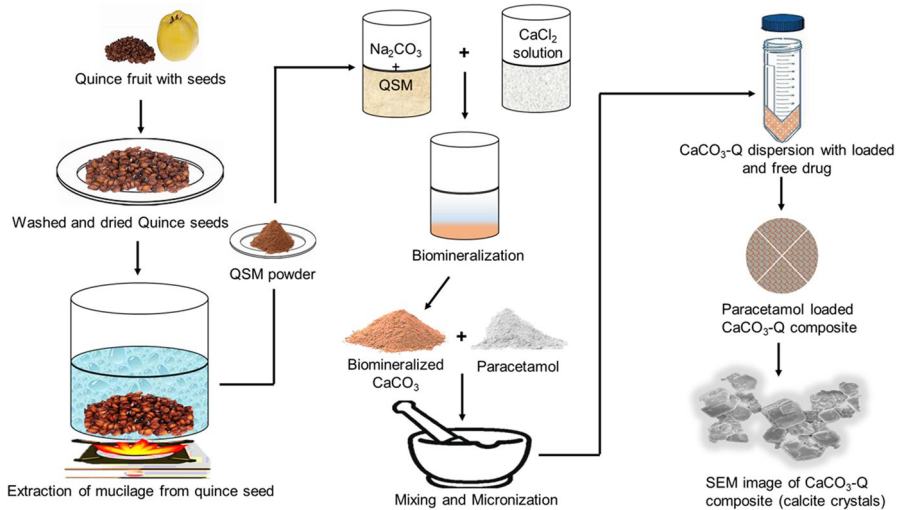 Quince fruit with seeds
Washed and dried Quince seeds
Extraction of mucilage from quince seed
QSM powder
Na₂CO₃
+
QSM
+
CaCl₂
solution
Biomineralization
Biomineralized
CaCO₃
+
Paracetamol
Mixing and Micronization
CaCO₃-Q dispersion with loaded
and free drug
Paracetamol loaded
CaCO₃-Q composite
SEM image of CaCO₃-Q
composite (calcite crystals)